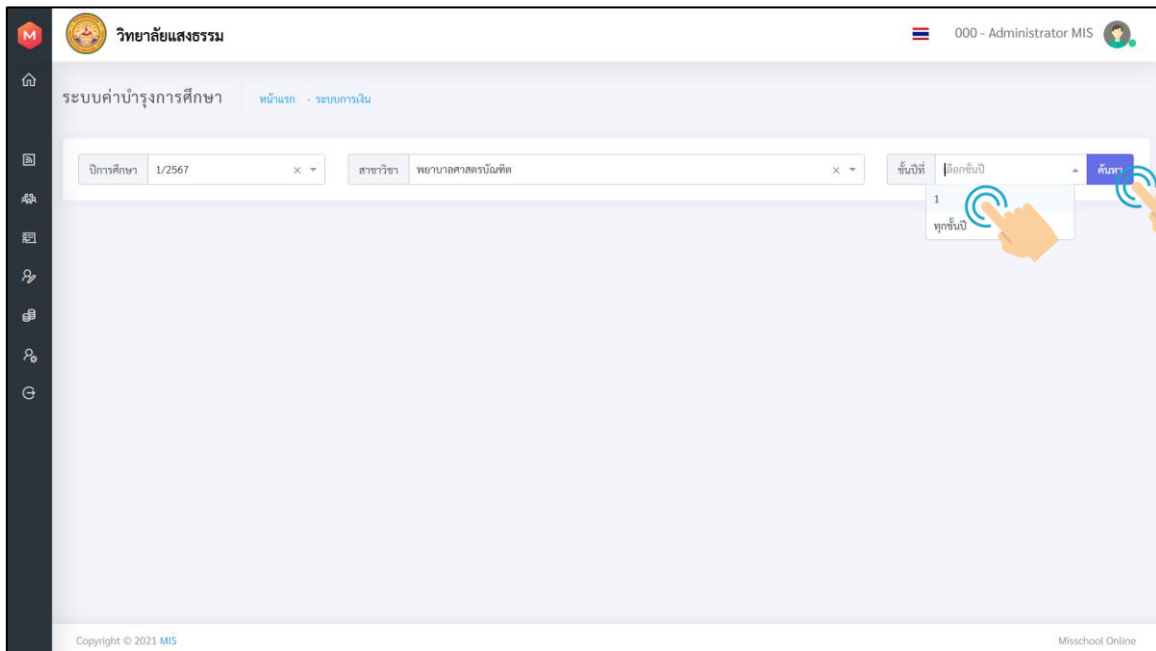 M
วิทยาลัยแสงธรรม
000 - Administrator MIS
ระบบค่าบำรุงการศึกษา
หน้าแรก - ระบบการเงิน
ปีการศึกษา 1/2567 × สาขาวิชา พยาบาลศาสตรบัณฑิต × ชั้นปีที่ เลือกชั้นปี ค้นหา
1
ทุกชั้นปี
Copyright © 2021 MIS Misschool Online